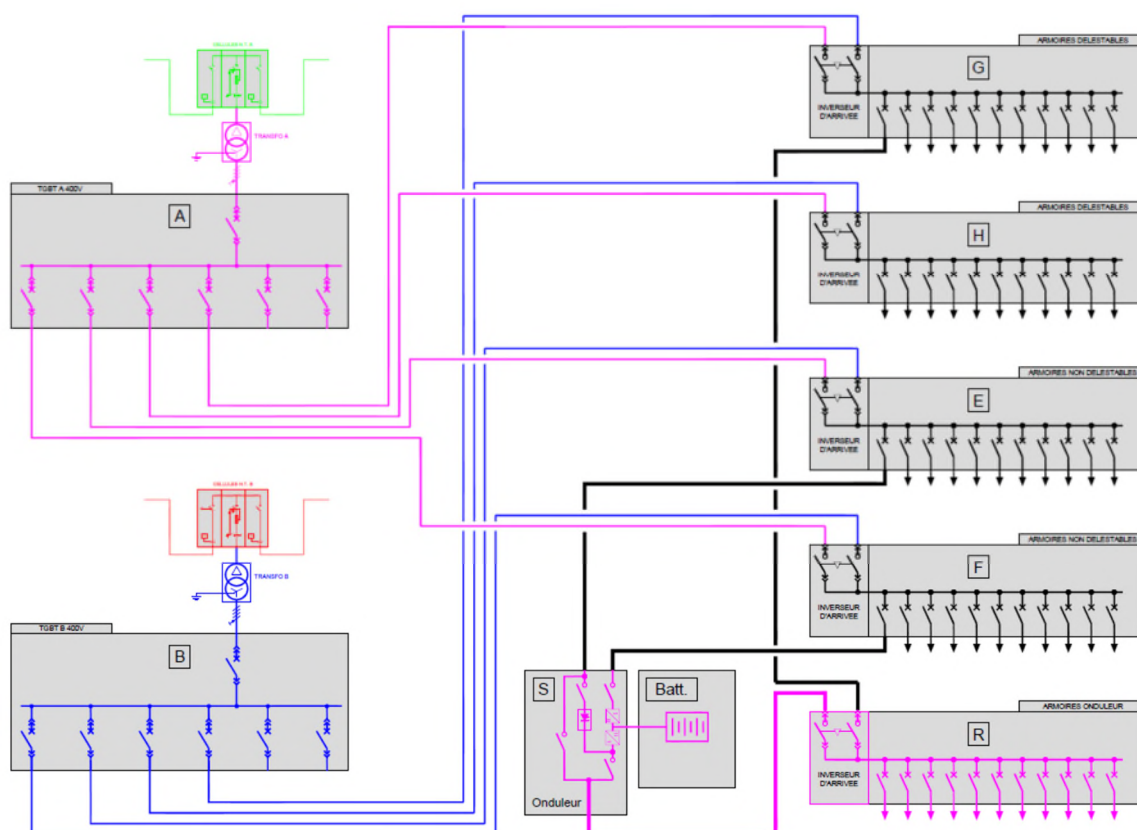 ARMOIRES DELESTABLES
G
INVERSEUR
D'ARRIVEE
CELLULE H.T. A
TRANSFO A
TGBT A 400V
A
ARMOIRES DELESTABLES
H
INVERSEUR
D'ARRIVEE
ARMOIRES NON DELESTABLES
E
INVERSEUR
D'ARRIVEE
CELLULE H.T. B
TRANSFO B
TGBT B 400V
B
ARMOIRES NON DELESTABLES
F
INVERSEUR
D'ARRIVEE
S
Batt.
Onduleur
ARMOIRES ONDULEUR
R
INVERSEUR
D'ARRIVEE